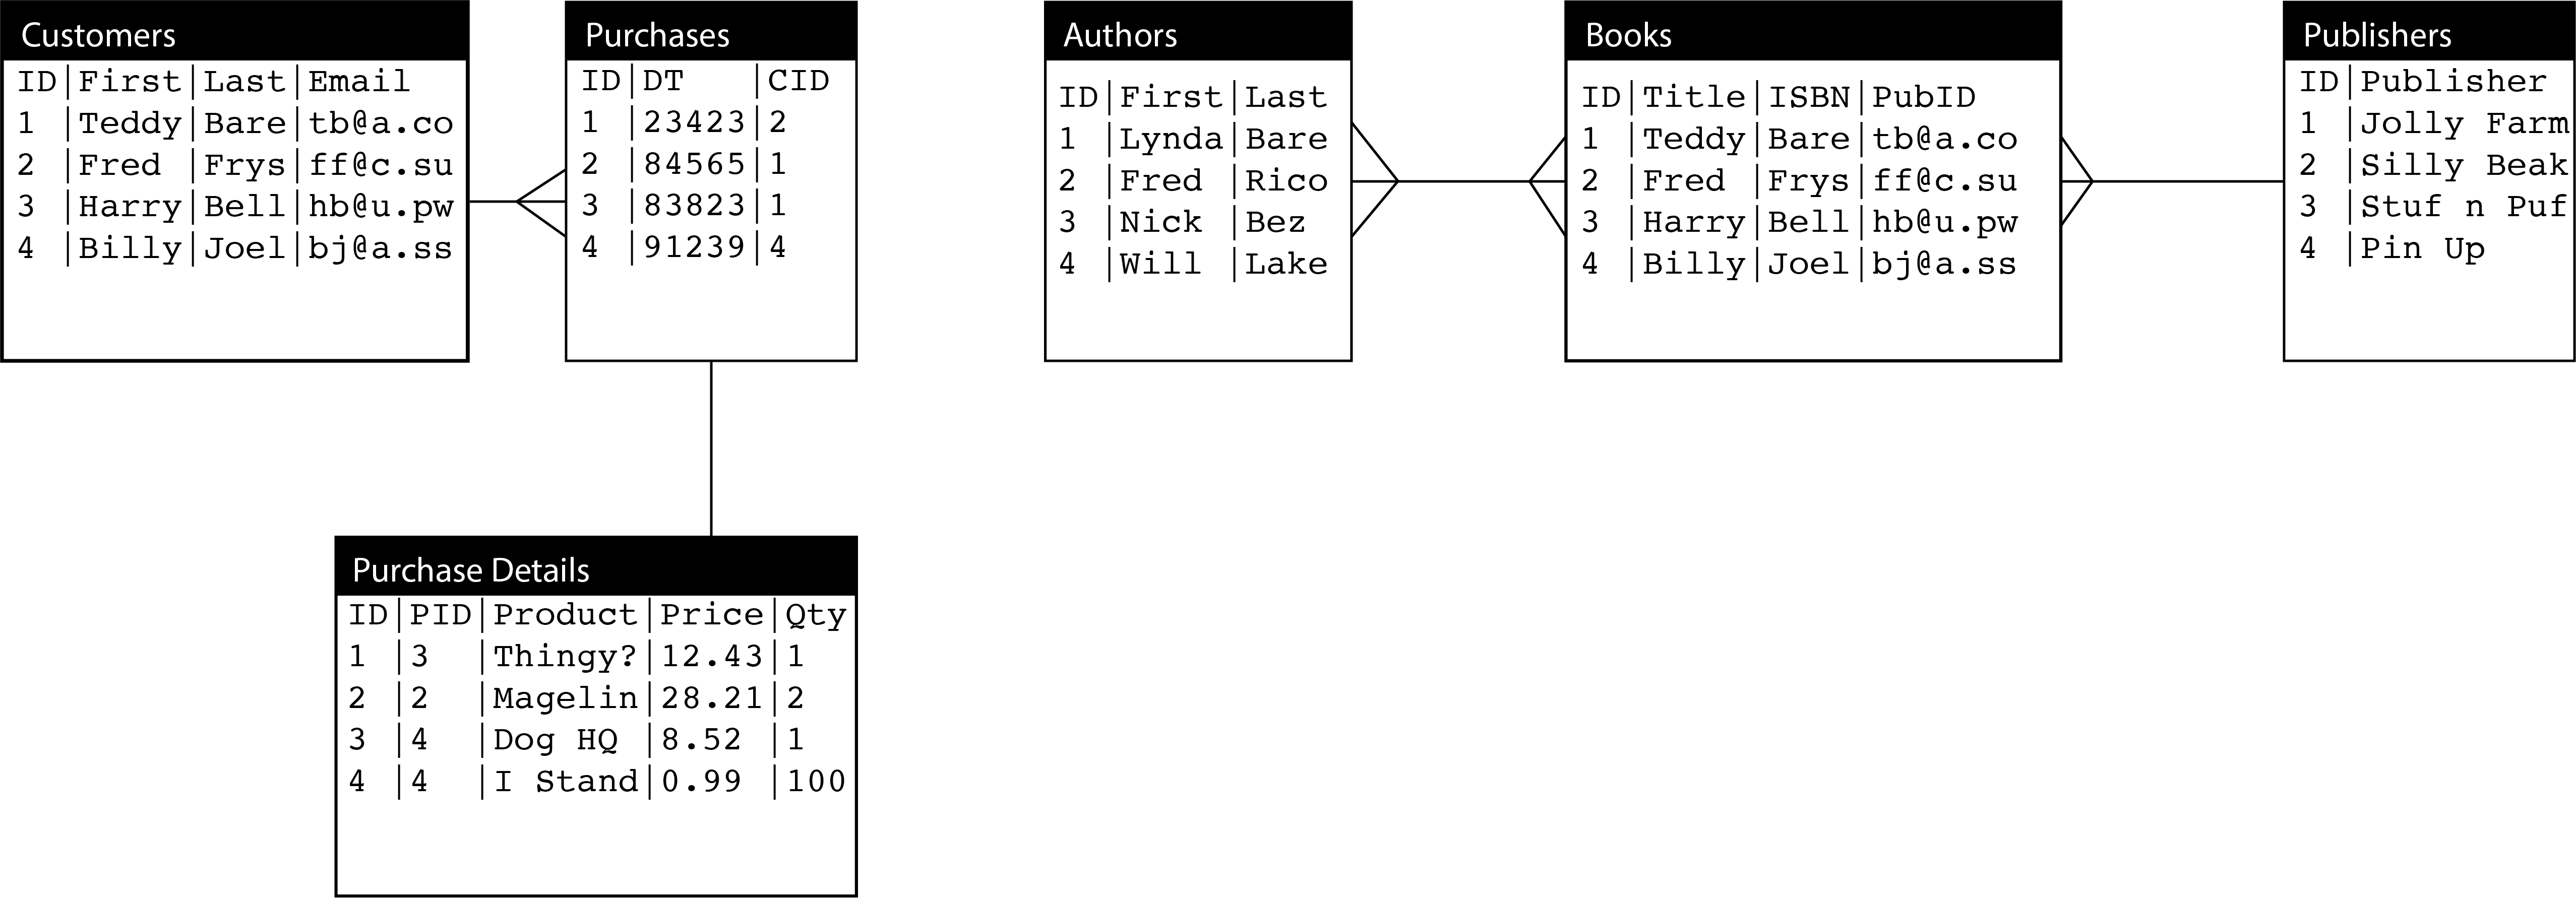 Customers
ID|First|Last|Email
1 |Teddy|Bare|tb@a.co
2 |Fred |Frys|ff@c.su
3 |Harry|Bell|hb@u.pw
4 |Billy|Joel|bj@a.ss
Purchases
ID|DT |CID
1 |23423|2
2 |84565|1
3 |83823|1
4 |91239|4
Purchase Details
ID|PID|Product|Price|Qty
1 |3 |Thingy?|12.43|1
2 |2 |Magelin|28.21|2
3 |4 |Dog HQ |8.52 |1
4 |4 |I Stand|0.99 |100
Authors
ID|First|Last
1 |Lynda|Bare
2 |Fred |Rico
3 |Nick |Bez
4 |Will |Lake
Books
ID|Title|ISBN|PubID
1 |Teddy|Bare|tb@a.co
2 |Fred |Frys|ff@c.su
3 |Harry|Bell|hb@u.pw
4 |Billy|Joel|bj@a.ss
Publishers
ID|Publisher
1 |Jolly Farm
2 |Silly Beak
3 |Stuf n Puf
4 |Pin Up